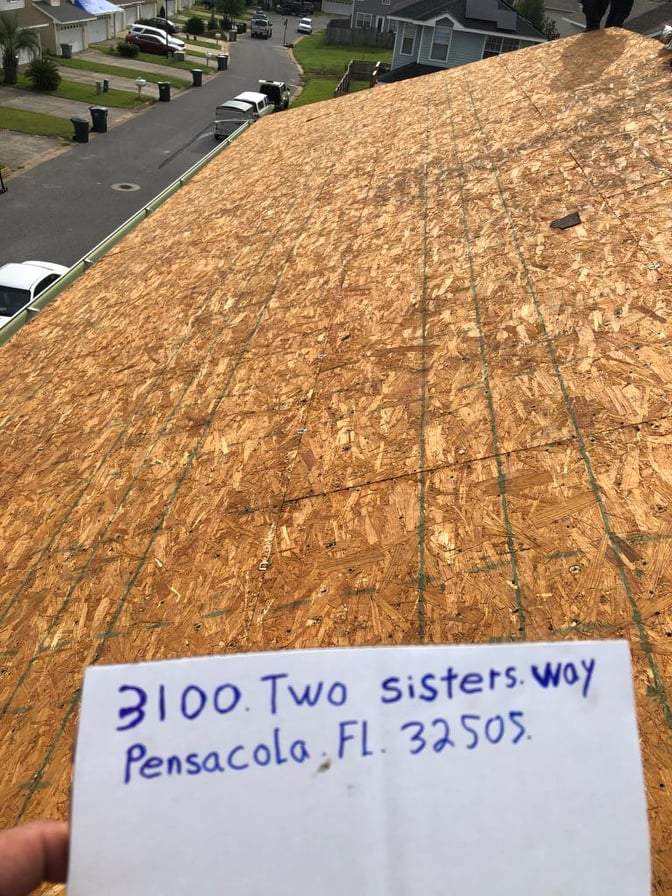 3100. Two sisters. way
Pensacola. FL. 32505.